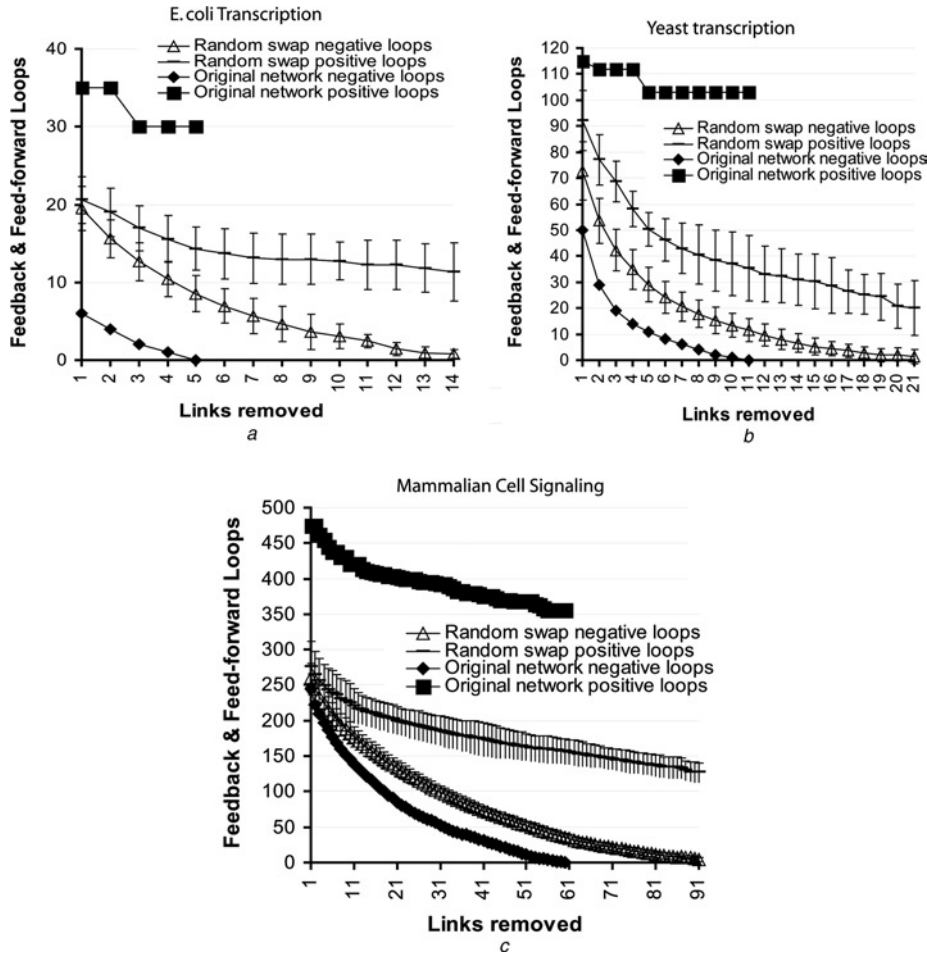 E. coli Transcription
Random swap negative loops
Random swap positive loops
Original network negative loops
Original network positive loops
Feedback & Feed-forward Loops
40
30
20
10
0
1 2 3 4 5 6 7 8 9 10 11 12 13 14
Links removed
a
Yeast transcription
Random swap negative loops
Random swap positive loops
Original network negative loops
Original network positive loops
Feedback & Feed-forward Loops
120
110
100
90
80
70
60
50
40
30
20
10
0
1 2 3 4 5 6 7 8 9 10 11 12 13 14 15 16 17 18 19 20 21
Links removed
b
Mammalian Cell Signaling
Random swap negative loops
Random swap positive loops
Original network negative loops
Original network positive loops
Feedback & Feed-forward Loops
500
450
400
350
300
250
200
150
100
50
0
1 11 21 31 41 51 61 71 81 91
Links removed
c